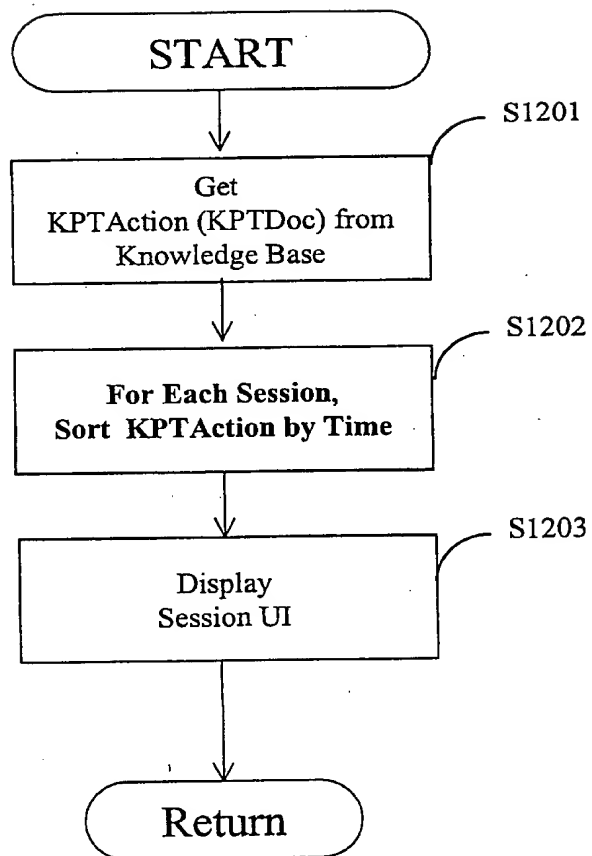 START
S1201
Get
KPTAction (KPTDoc) from
Knowledge Base
S1202
For Each Session,
Sort KPTAction by Time
S1203
Display
Session UI
Return